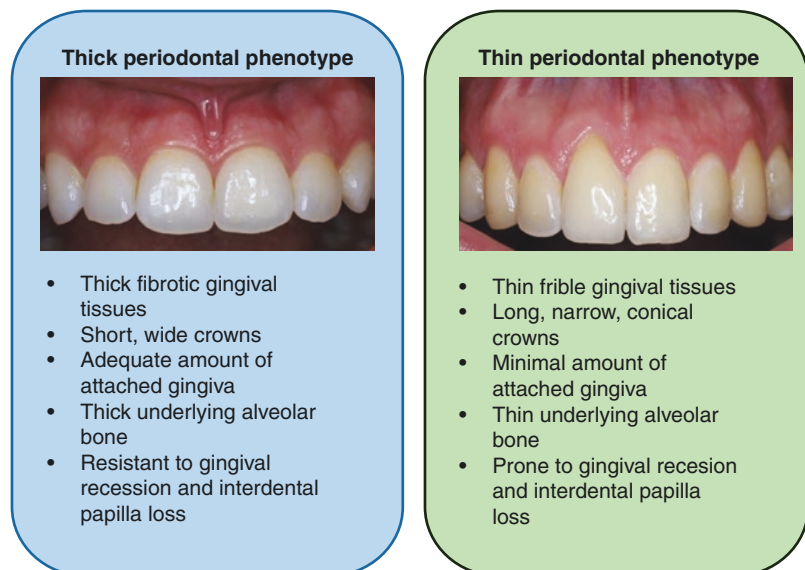 Thick periodontal phenotype
• Thick fibrotic gingival
tissues
• Short, wide crowns
• Adequate amount of
attached gingiva
• Thick underlying alveolar
bone
• Resistant to gingival
recession and interdental
papilla loss
Thin periodontal phenotype
• Thin frible gingival tissues
• Long, narrow, conical
crowns
• Minimal amount of
attached gingiva
• Thin underlying alveolar
bone
• Prone to gingival recesion
and interdental papilla
loss